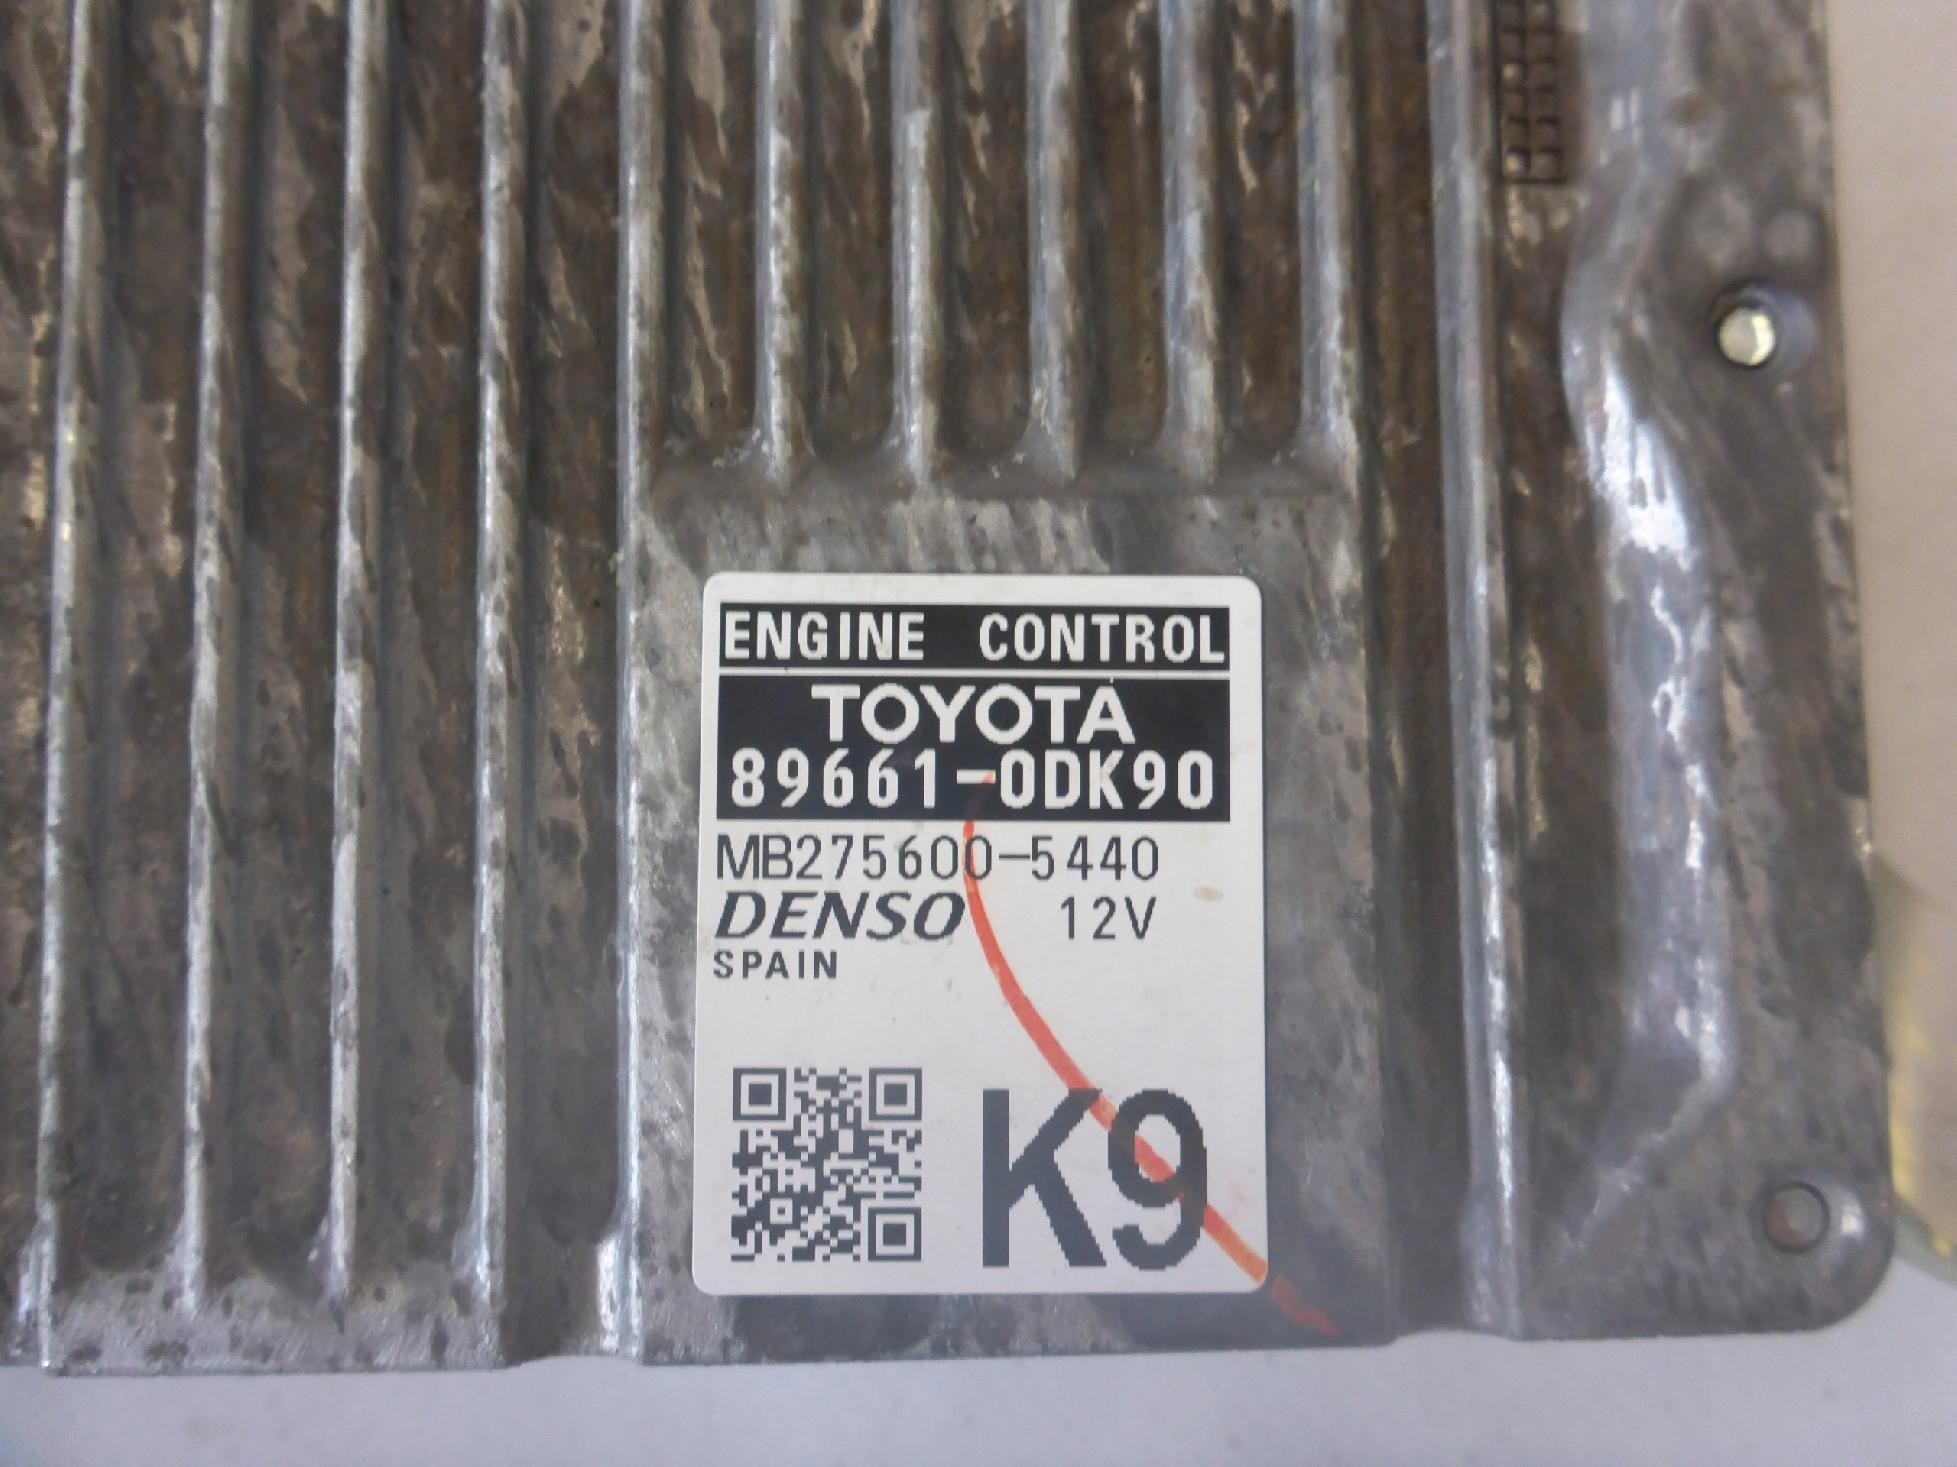 ENGINE CONTROL
TOYOTA
89661-0DK90
MB275600-5440
DENSO 12V
SPAIN
K9